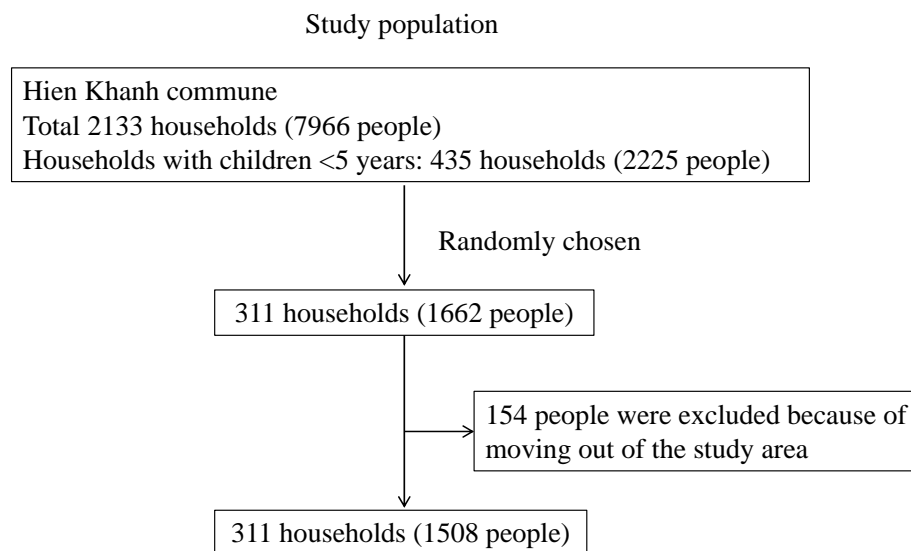 Study population
Hien Khanh commune
Total 2133 households (7966 people)
Households with children <5 years: 435 households (2225 people)
Randomly chosen
311 households (1662 people)
154 people were excluded because of
moving out of the study area
311 households (1508 people)